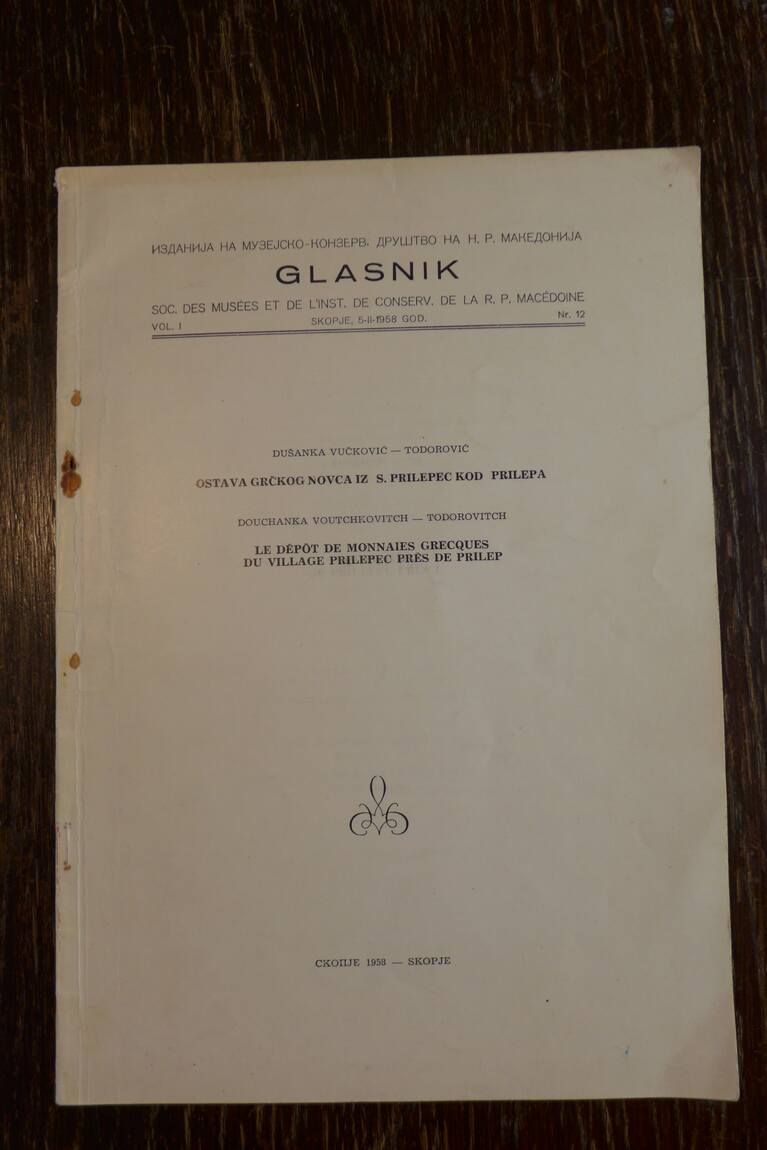 ИЗДАНИЈА НА МУЗЕЈСКО-КОНЗЕРВ. ДРУШТВО НА Н. Р. МАКЕДОНИЈА
GLASNIK
SOC. DES MUSÉES ET DE L'INST. DE CONSERV. DE LA R. P. MACÉDOINE
VOL. I SKOPJE, 5-II-1958 GOD. Nr. 12
DUŠANKA VUČKOVIĆ — TODOROVIĆ
OSTAVA GRČKOG NOVCA IZ S. PRILEPEC KOD PRILEPA
DOUCHANKA VOUTCHKOVITCH — TODOROVITCH
LE DÉPÔT DE MONNAIES GRECQUES
DU VILLAGE PRILEPEC PRÈS DE PRILEP
СКОПЈЕ 1958 — SKOPJE